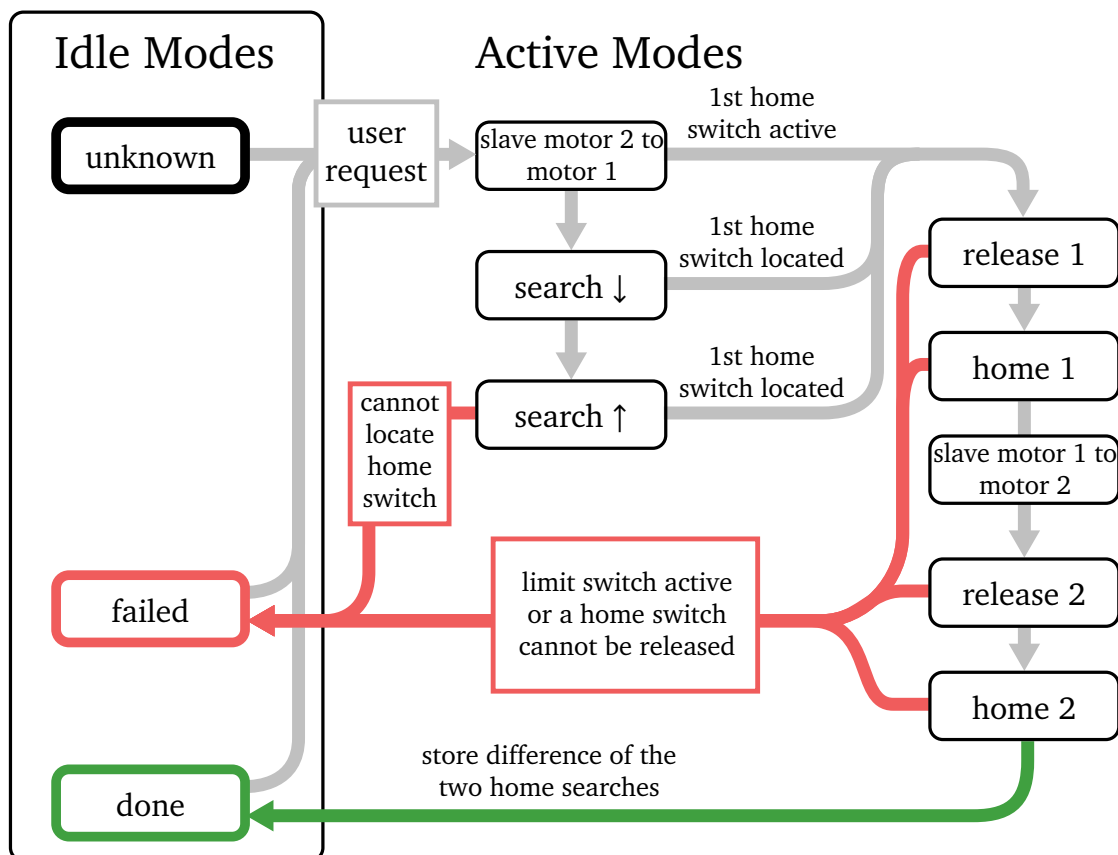 Idle Modes
Active Modes
unknown
user
request
slave motor 2 to
motor 1
1st home
switch active
search ↓
1st home
switch located
search ↑
1st home
switch located
cannot
locate
home
switch
release 1
home 1
slave motor 1 to
motor 2
release 2
home 2
failed
limit switch active
or a home switch
cannot be released
store difference of the
two home searches
done